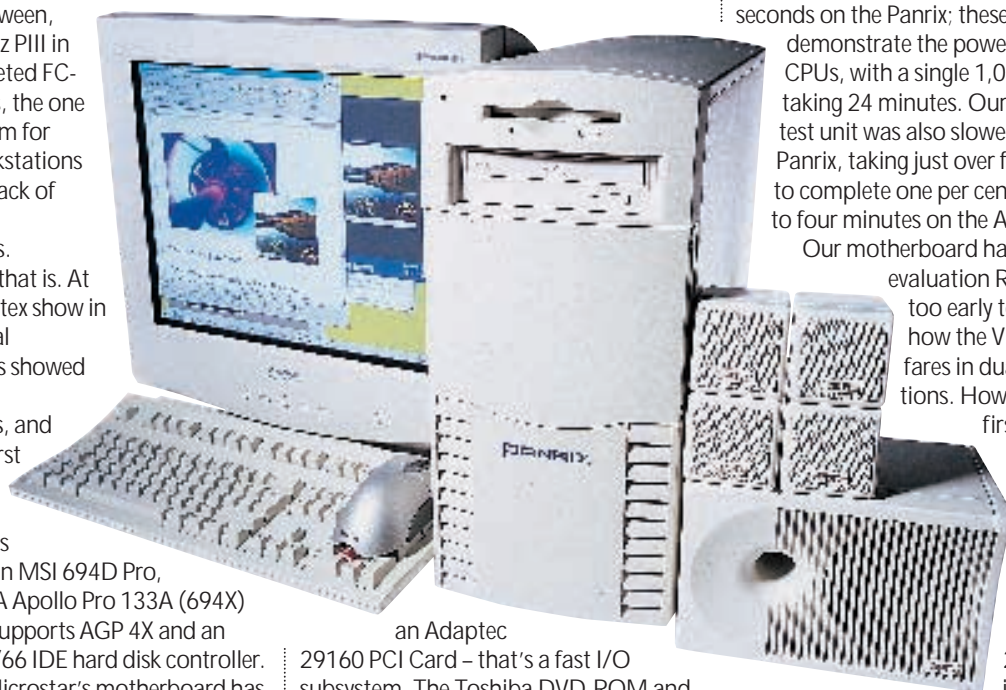 ween,
z PIII in
eted FC-
, the one
m for
kstations
ack of
s.
that is. At
tex show in
al
s showed
s, and
rst
s
n MSI 694D Pro,
A Apollo Pro 133A (694X)
supports AGP 4X and an
/66 IDE hard disk controller.
Microstar's motherboard has
an Adaptec
29160 PCI Card – that's a fast I/O
subsystem. The Toshiba DVD-ROM and
seconds on the Panrix; these
demonstrate the powe
CPUs, with a single 1,0
taking 24 minutes. Our
test unit was also slowe
Panrix, taking just over f
to complete one per cen
to four minutes on the A
Our motherboard ha
evaluation R
too early t
how the V
fares in dua
tions. How
firs
PANRIX
PANRIX